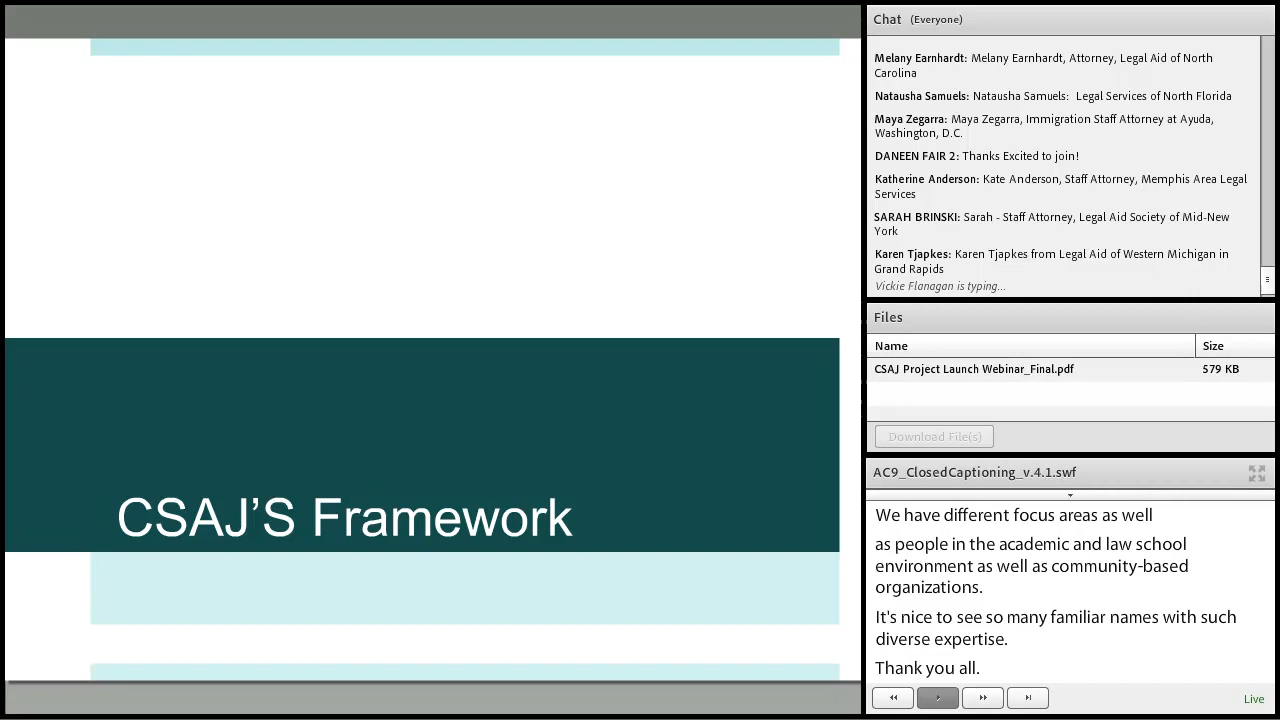 CSAJ’S Framework
Chat (Everyone)
Melany Earnhardt: Melany Earnhardt, Attorney, Legal Aid of North
Carolina
Natausha Samuels: Natausha Samuels: Legal Services of North Florida
Maya Zegarra: Maya Zegarra, Immigration Staff Attorney at Ayuda,
Washington, D.C.
DANEEN FAIR 2: Thanks Excited to join!
Katherine Anderson: Kate Anderson, Staff Attorney, Memphis Area Legal
Services
SARAH BRINSKI: Sarah - Staff Attorney, Legal Aid Society of Mid-New
York
Karen Tjapkes: Karen Tjapkes from Legal Aid of Western Michigan in
Grand Rapids
Vickie Flanagan is typing...
Files
Name Size
CSAJ Project Launch Webinar_Final.pdf 579 KB
Download File(s)
AC9_ClosedCaptioning_v.4.1.swf
We have different focus areas as well
as people in the academic and law school
environment as well as community-based
organizations.
It's nice to see so many familiar names with such
diverse expertise.
Thank you all.
Live